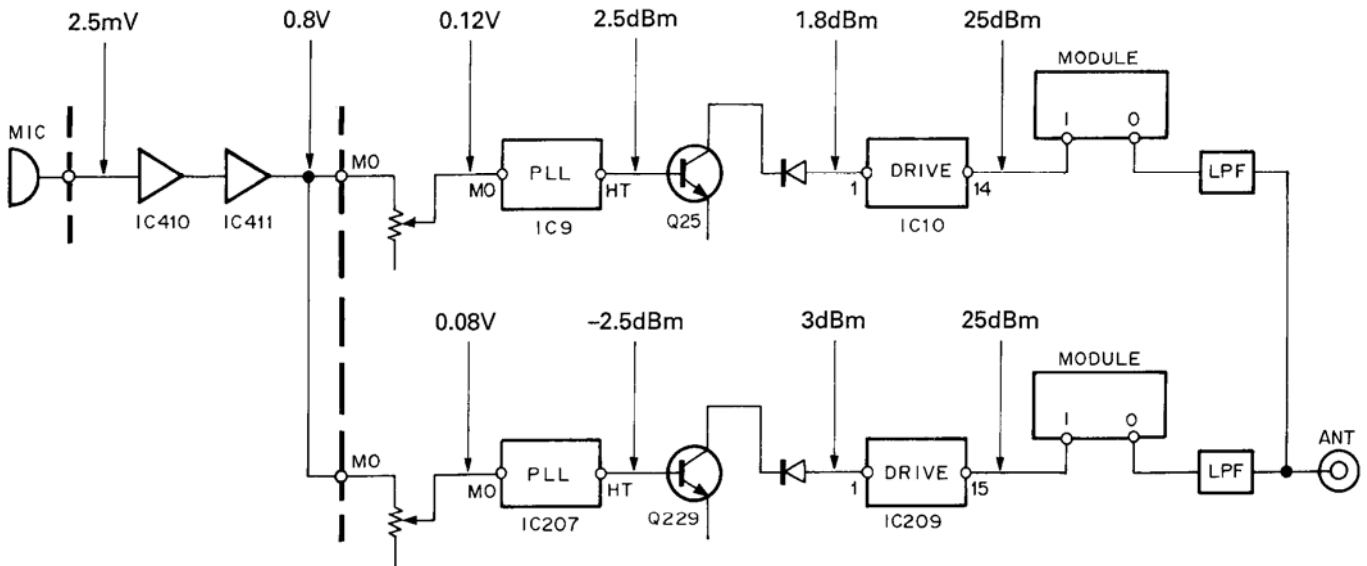 2.5mV 0.8V 0.12V 2.5dBm 1.8dBm 25dBm
MODULE
MIC MO I O
MO PLL HT 1 DRIVE 14 LPF
IC410 IC411 IC9 Q25 IC10
0.08V -2.5dBm 3dBm 25dBm
MODULE
I O ANT
MO
MO PLL HT 1 DRIVE 15 LPF
IC207 Q229 IC209